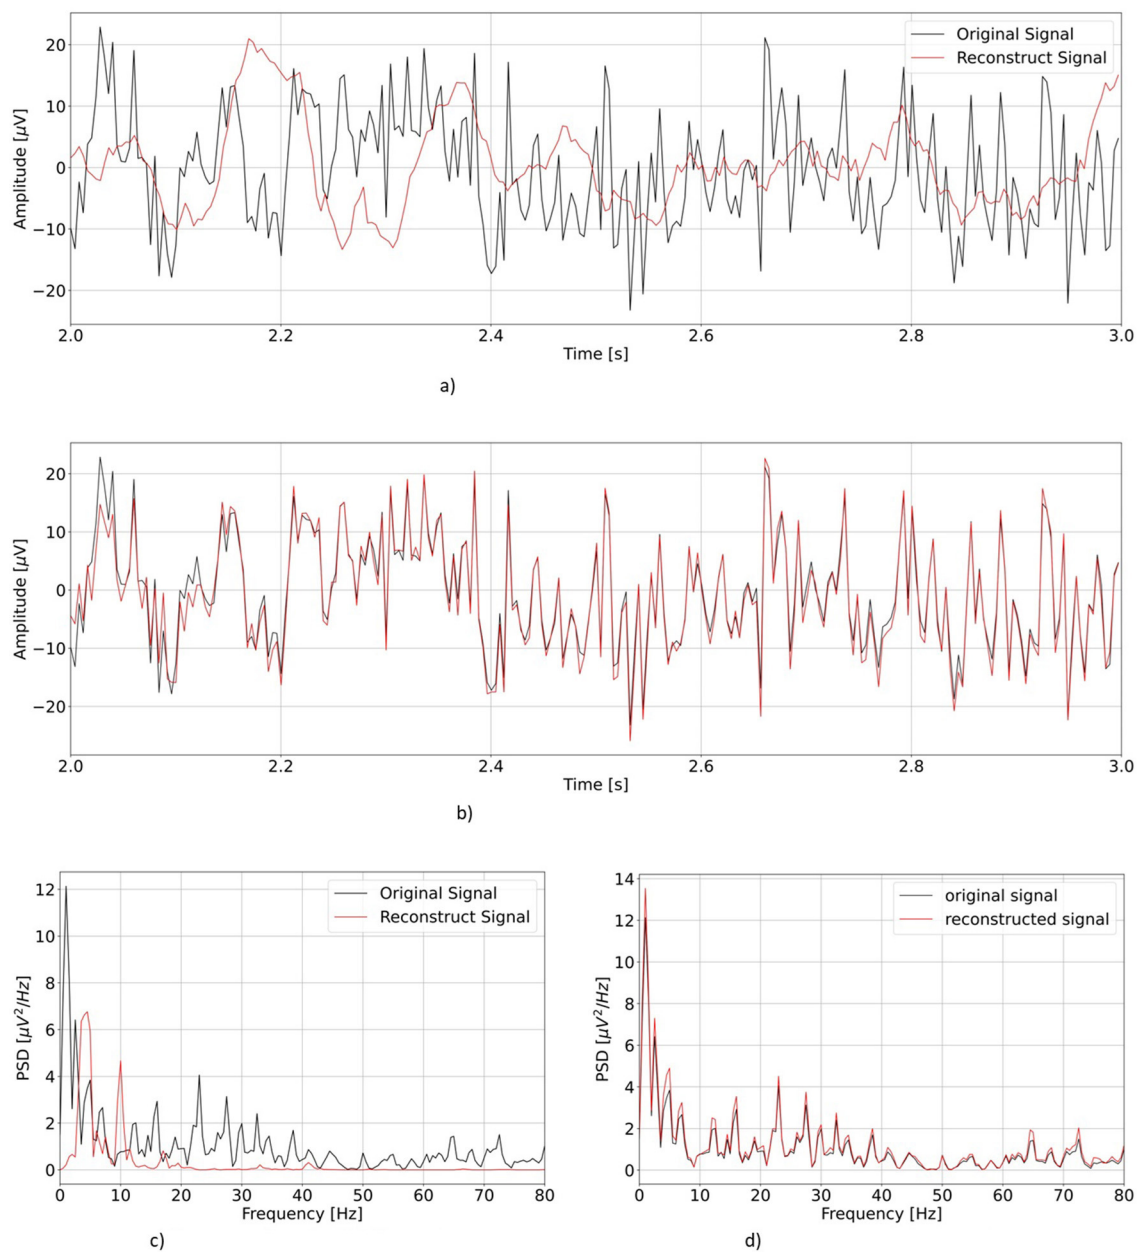 20
10
0
−10
−20
Amplitude [μV]
Original Signal
Reconstruct Signal
2.0 2.2 2.4 2.6 2.8 3.0
Time [s]
a)
20
10
0
−10
−20
Amplitude [μV]
2.0 2.2 2.4 2.6 2.8 3.0
Time [s]
b)
12
10
8
6
4
2
0
PSD [μV²/Hz]
Original Signal
Reconstruct Signal
0 10 20 30 40 50 60 70 80
Frequency [Hz]
c)
14
12
10
8
6
4
2
0
PSD [μV²/Hz]
original signal
reconstructed signal
0 10 20 30 40 50 60 70 80
Frequency [Hz]
d)